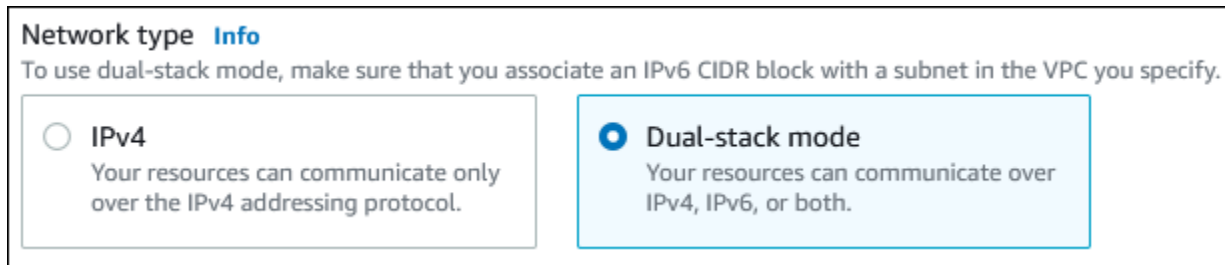 Network type Info
To use dual-stack mode, make sure that you associate an IPv6 CIDR block with a subnet in the VPC you specify.
IPv4
Your resources can communicate only
over the IPv4 addressing protocol.
Dual-stack mode
Your resources can communicate over
IPv4, IPv6, or both.